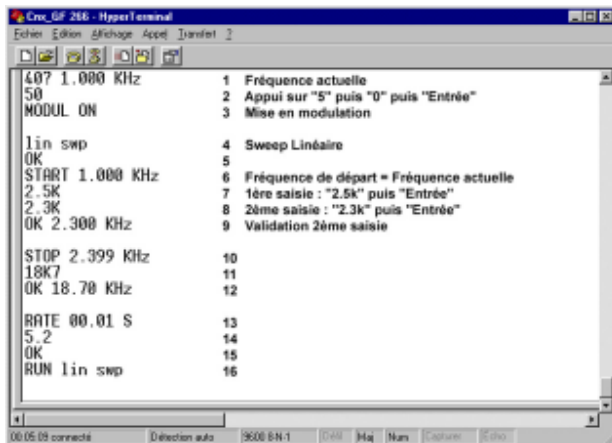 Cnx_GF 266 - HyperTerminal
Fichier Edition Affichage Appel Transfert ?
407 1.000 KHz 1 Fréquence actuelle
50 2 Appui sur "5" puis "0" puis "Entrée"
MODUL ON 3 Mise en modulation
lin swp 4 Sweep Linéaire
OK 5
START 1.000 KHz 6 Fréquence de départ = Fréquence actuelle
2.5K 7 1ère saisie : "2.5k" puis "Entrée"
2.3K 8 2ème saisie : "2.3k" puis "Entrée"
OK 2.300 KHz 9 Validation 2ème saisie
STOP 2.399 KHz 10
18K7 11
OK 18.70 KHz 12
RATE 00.01 S 13
5.2 14
OK 15
RUN lin swp 16
00:05:09 connecté Détection auto 9600 8-N-1 Défil Maj Num Capturer Echo